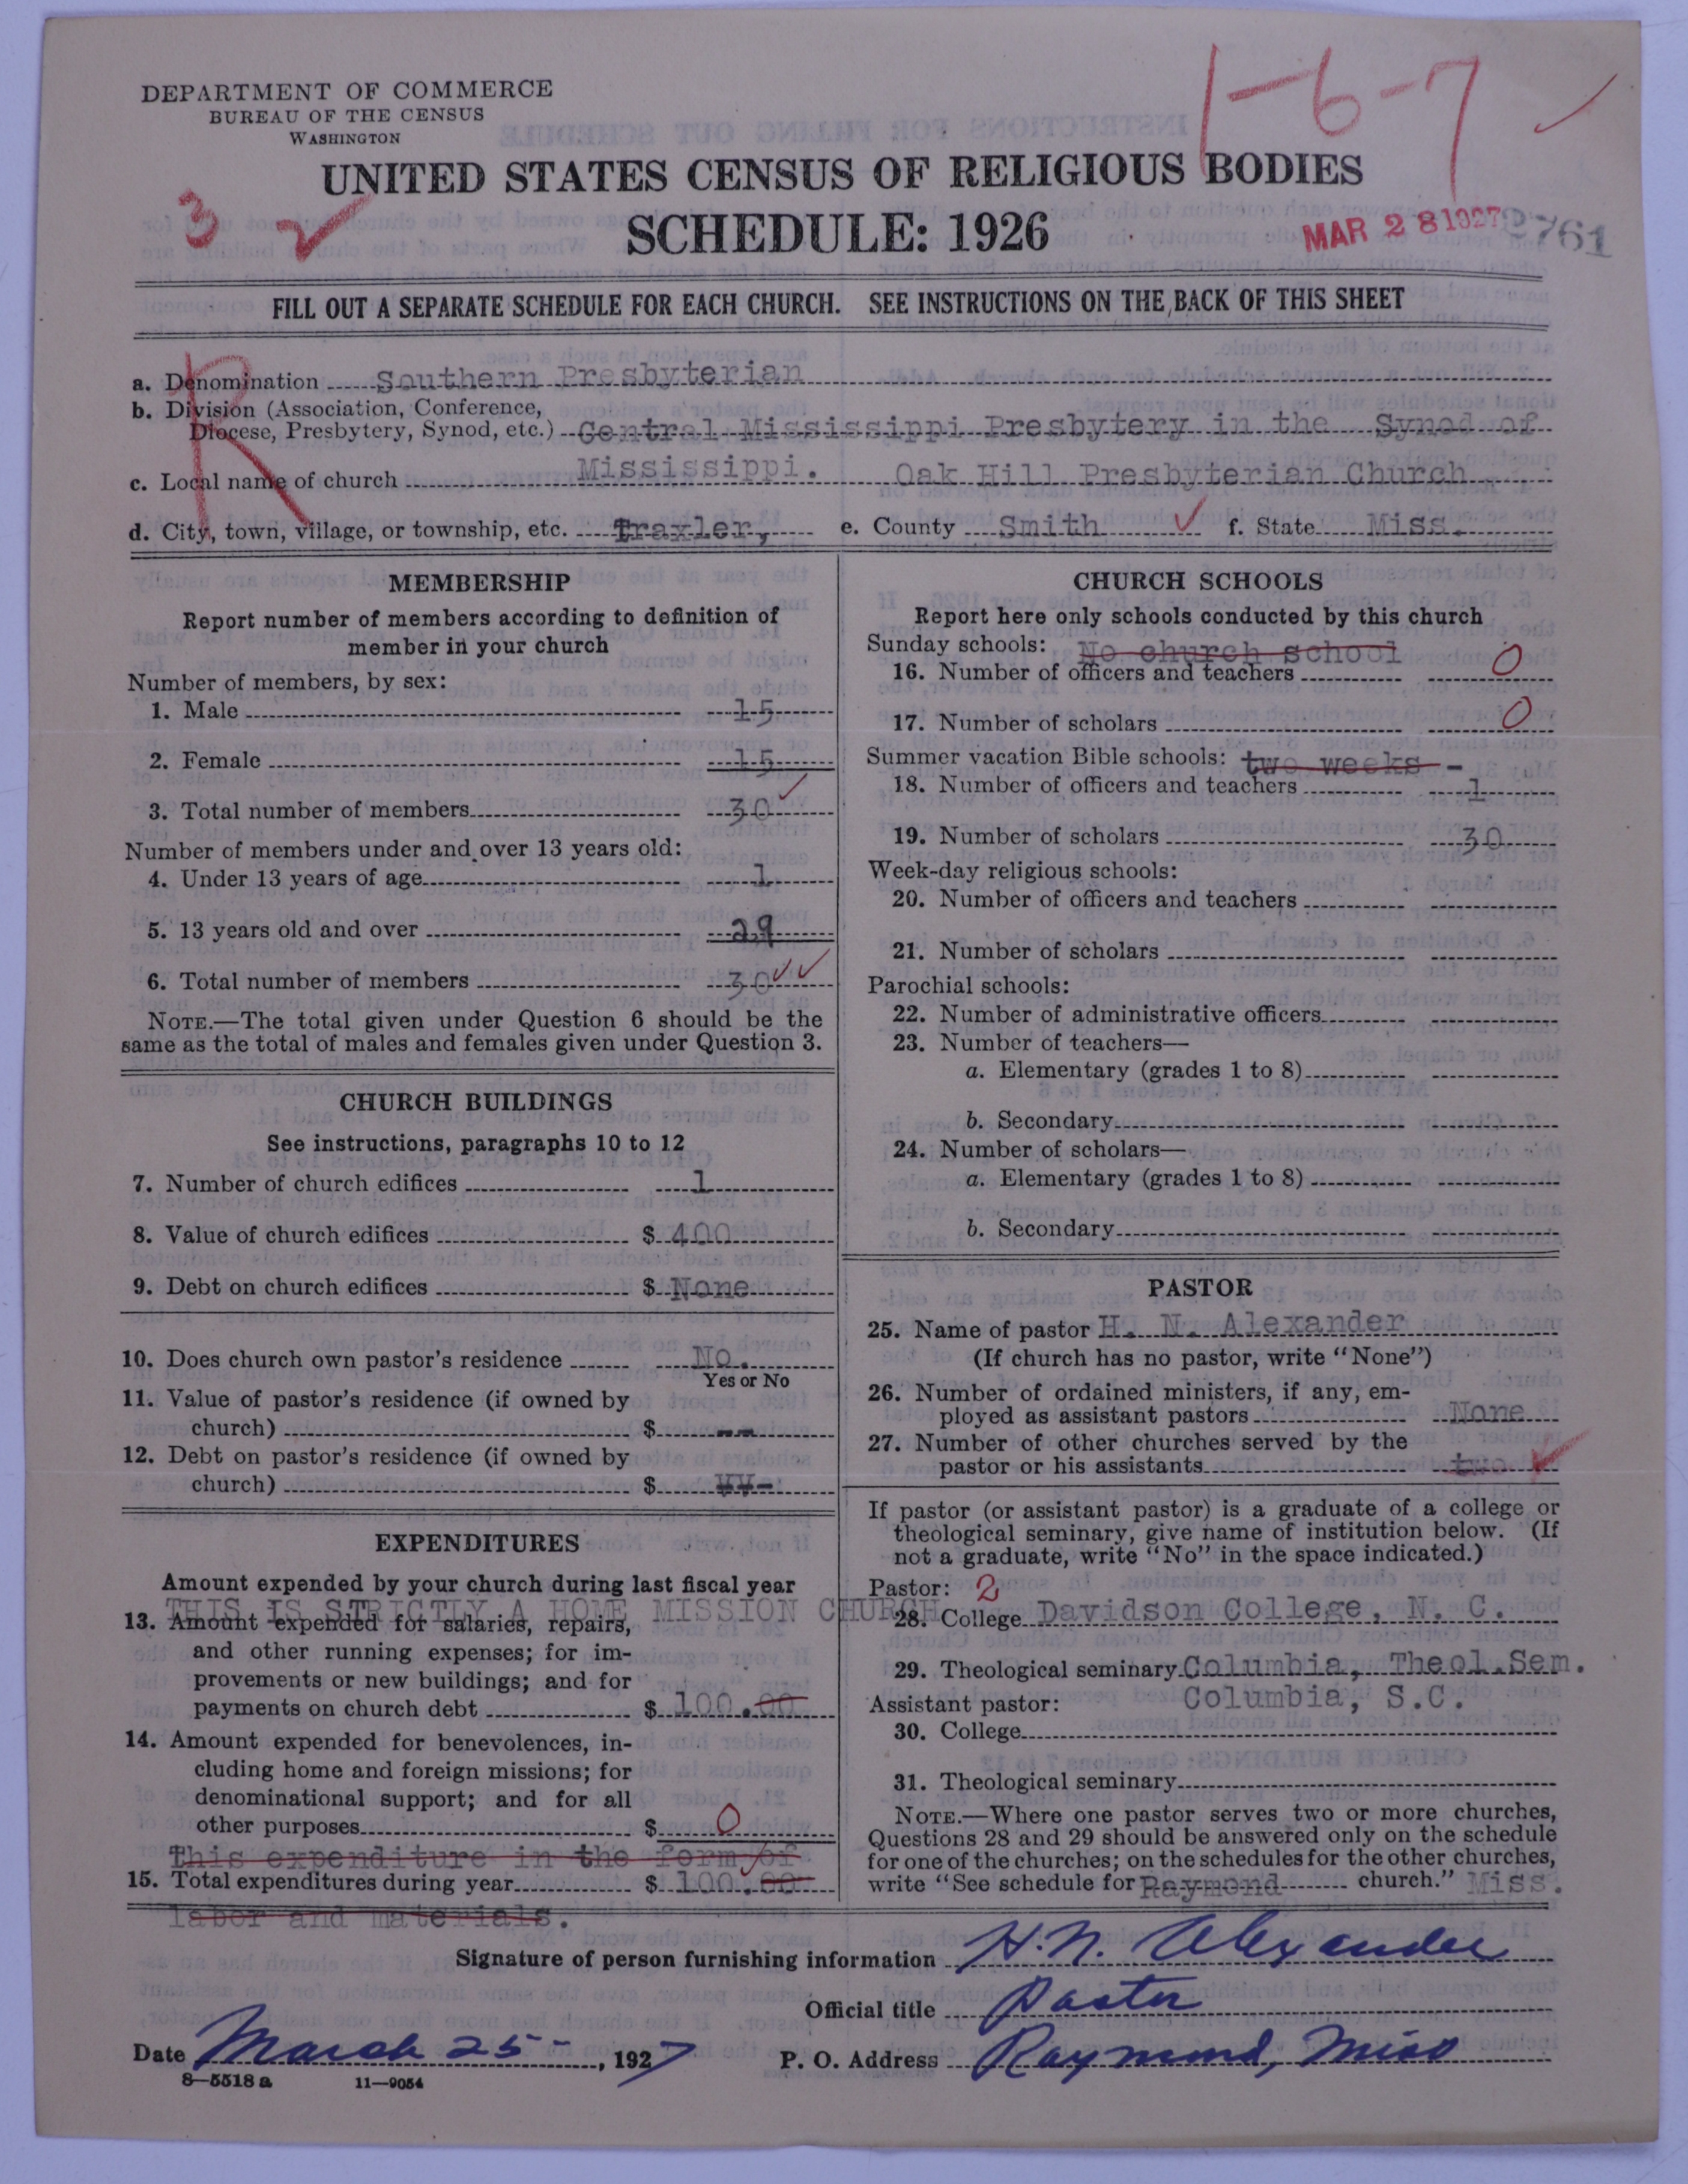 1-6-7
DEPARTMENT OF COMMERCE
BUREAU OF THE CENSUS
WASHINGTON
UNITED STATES CENSUS OF RELIGIOUS BODIES
3
SCHEDULE: 1926
MAR 28 1927
2761
FILL OUT A SEPARATE SCHEDULE FOR EACH CHURCH. SEE INSTRUCTIONS ON THE BACK OF THIS SHEET
R
a. Denomination Southern Presbyterian
b. Division (Association, Conference,
Diocese, Presbytery, Synod, etc.) Central Mississippi Presbytery in the Synod of
Mississippi.
c. Local name of church Oak Hill Presbyterian Church
d. City, town, village, or township, etc. Traxler, e. County Smith f. State Miss.
MEMBERSHIP
Report number of members according to definition of
member in your church
Number of members, by sex:
1. Male 15
2. Female 15
3. Total number of members 30
Number of members under and over 13 years old:
4. Under 13 years of age 1
5. 13 years old and over 29
6. Total number of members 30
NOTE.—The total given under Question 6 should be the
same as the total of males and females given under Question 3.
CHURCH BUILDINGS
See instructions, paragraphs 10 to 12
7. Number of church edifices 1
8. Value of church edifices $ 400
9. Debt on church edifices $ None
10. Does church own pastor's residence No.
Yes or No
11. Value of pastor's residence (if owned by
church) $ --
12. Debt on pastor's residence (if owned by
church) $
EXPENDITURES
Amount expended by your church during last fiscal year
THIS IS STRICTLY A HOME MISSION CHURCH
13. Amount expended for salaries, repairs,
and other running expenses; for im-
provements or new buildings; and for
payments on church debt $ 100.00
14. Amount expended for benevolences, in-
cluding home and foreign missions; for
denominational support; and for all
other purposes $ 0
This expenditure in the form of
15. Total expenditures during year $ 100.00
labor and materials.
CHURCH SCHOOLS
Report here only schools conducted by this church
Sunday schools: No church school
16. Number of officers and teachers 0
17. Number of scholars 0
Summer vacation Bible schools: two weeks -
18. Number of officers and teachers 1
19. Number of scholars 30
Week-day religious schools:
20. Number of officers and teachers
21. Number of scholars
Parochial schools:
22. Number of administrative officers
23. Number of teachers—
a. Elementary (grades 1 to 8)
b. Secondary
24. Number of scholars—
a. Elementary (grades 1 to 8)
b. Secondary
PASTOR
25. Name of pastor H. N. Alexander
(If church has no pastor, write "None")
26. Number of ordained ministers, if any, em-
ployed as assistant pastors None
27. Number of other churches served by the
pastor or his assistants two
If pastor (or assistant pastor) is a graduate of a college or
theological seminary, give name of institution below. (If
not a graduate, write "No" in the space indicated.)
Pastor: 2
28. College Davidson College, N. C.
29. Theological seminary Columbia, Theol.Sem.
Columbia, S.C.
Assistant pastor:
30. College
31. Theological seminary
NOTE.—Where one pastor serves two or more churches,
Questions 28 and 29 should be answered only on the schedule
for one of the churches; on the schedules for the other churches,
write "See schedule for Raymond church." Miss.
Signature of person furnishing information H. N. Alexander
Official title Pastor
Date March 25 , 1927 P. O. Address Raymond, Miss
8—5518 a 11—9054